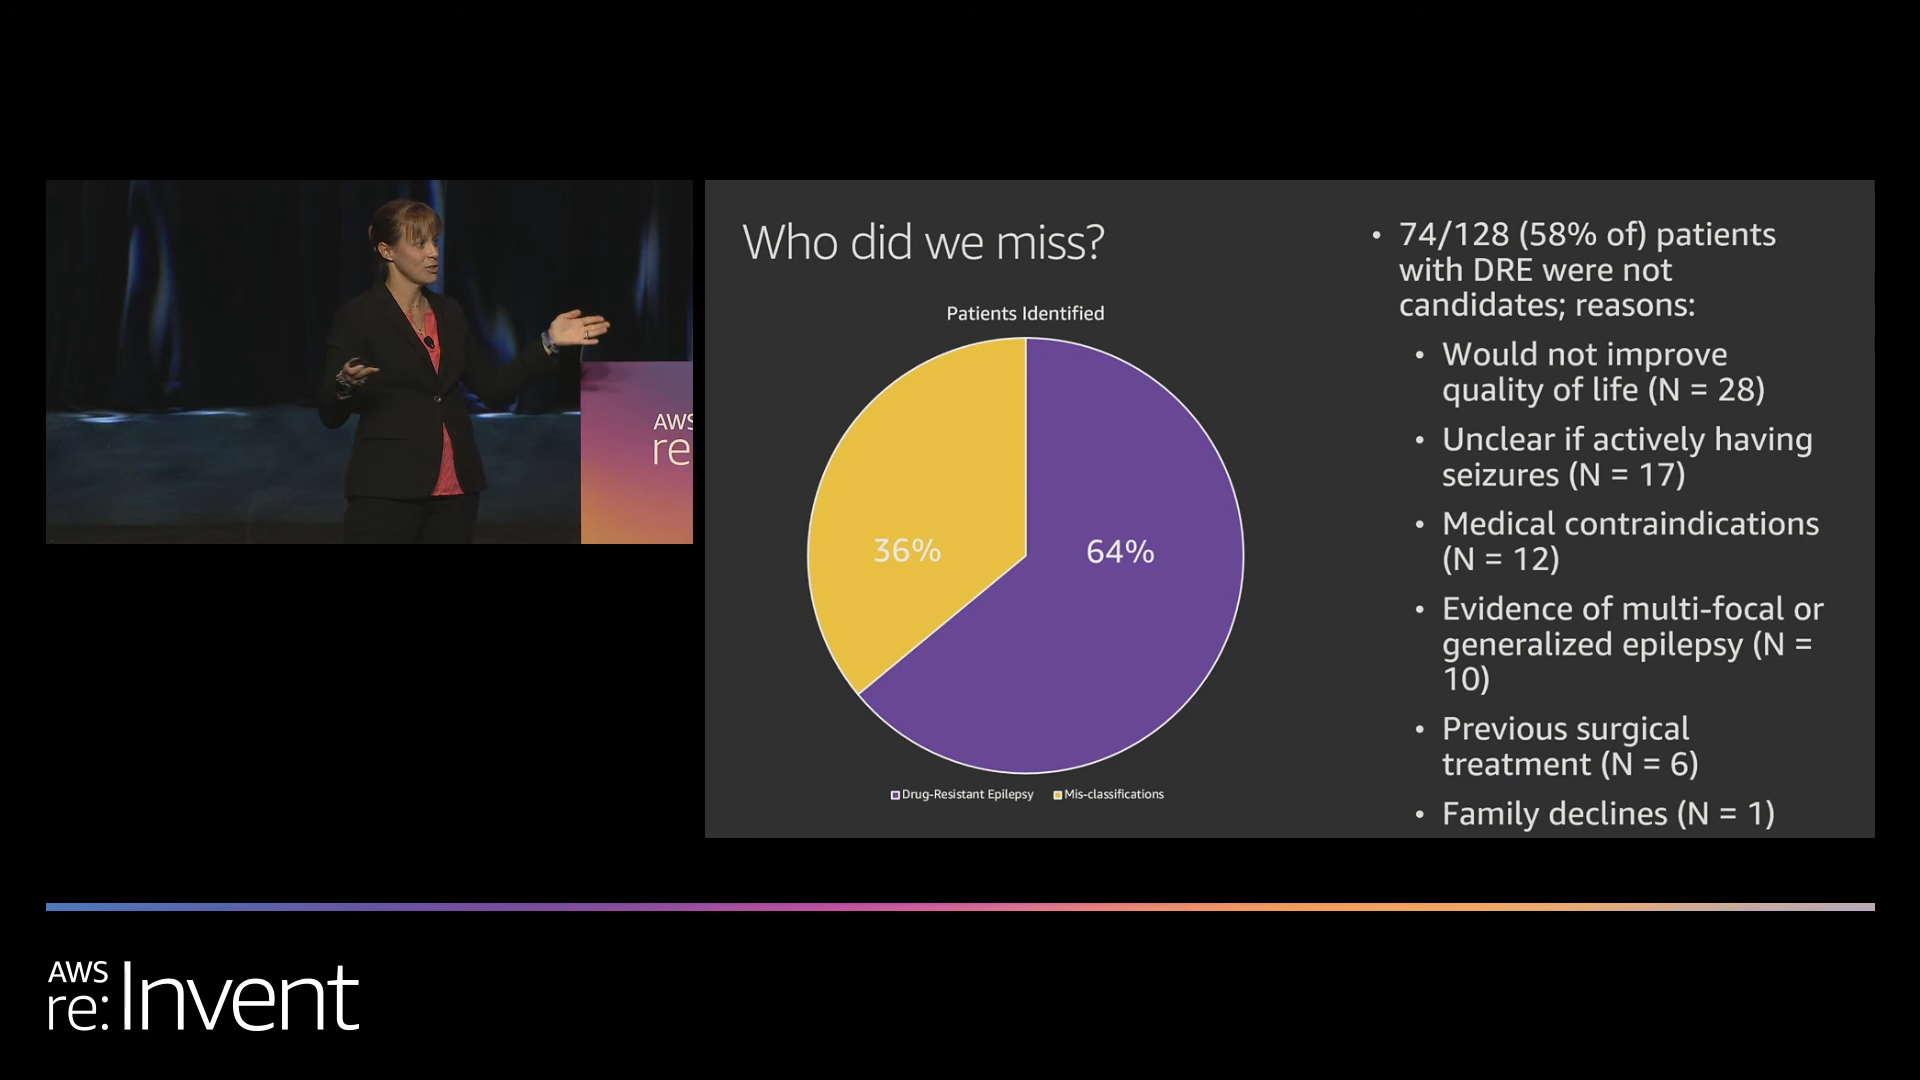 AWS
re
Who did we miss?
Patients Identified
36%
64%
Drug-Resistant Epilepsy
Mis-classifications
• 74/128 (58% of) patients
with DRE were not
candidates; reasons:
• Would not improve
quality of life (N = 28)
• Unclear if actively having
seizures (N = 17)
• Medical contraindications
(N = 12)
• Evidence of multi-focal or
generalized epilepsy (N =
10)
• Previous surgical
treatment (N = 6)
• Family declines (N = 1)
AWS
re:Invent